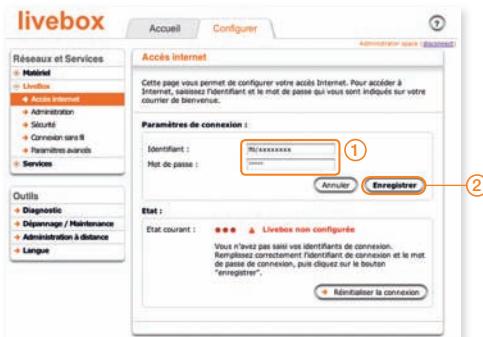 livebox
Accueil
Configurer
?
Administrator space (disconnect)
Réseaux et Services
Matériel
LiveBox
Accès internet
Administration
Sécurité
Connexion sans fil
Paramètres avancés
Services
Outils
Diagnostic
Dépannage / Maintenance
Administration à distance
Langue
Accès internet
Cette page vous permet de configurer votre accès Internet. Pour accéder à
Internet, saisissez l'identifiant et le mot de passe qui vous sont indiqués sur votre
courrier de bienvenue.
Paramètres de connexion :
Identifiant :
fti/xxxxxxxx
1
Mot de passe :
*****
Annuler
Enregistrer
2
Etat :
Etat courant :
Livebox non configurée
Vous n'avez pas saisi vos identifiants de connexion.
Remplissez correctement l'identifiant de connexion et le mot
de passe de connexion, puis cliquez sur le bouton
"enregistrer".
Réinitialiser la connexion